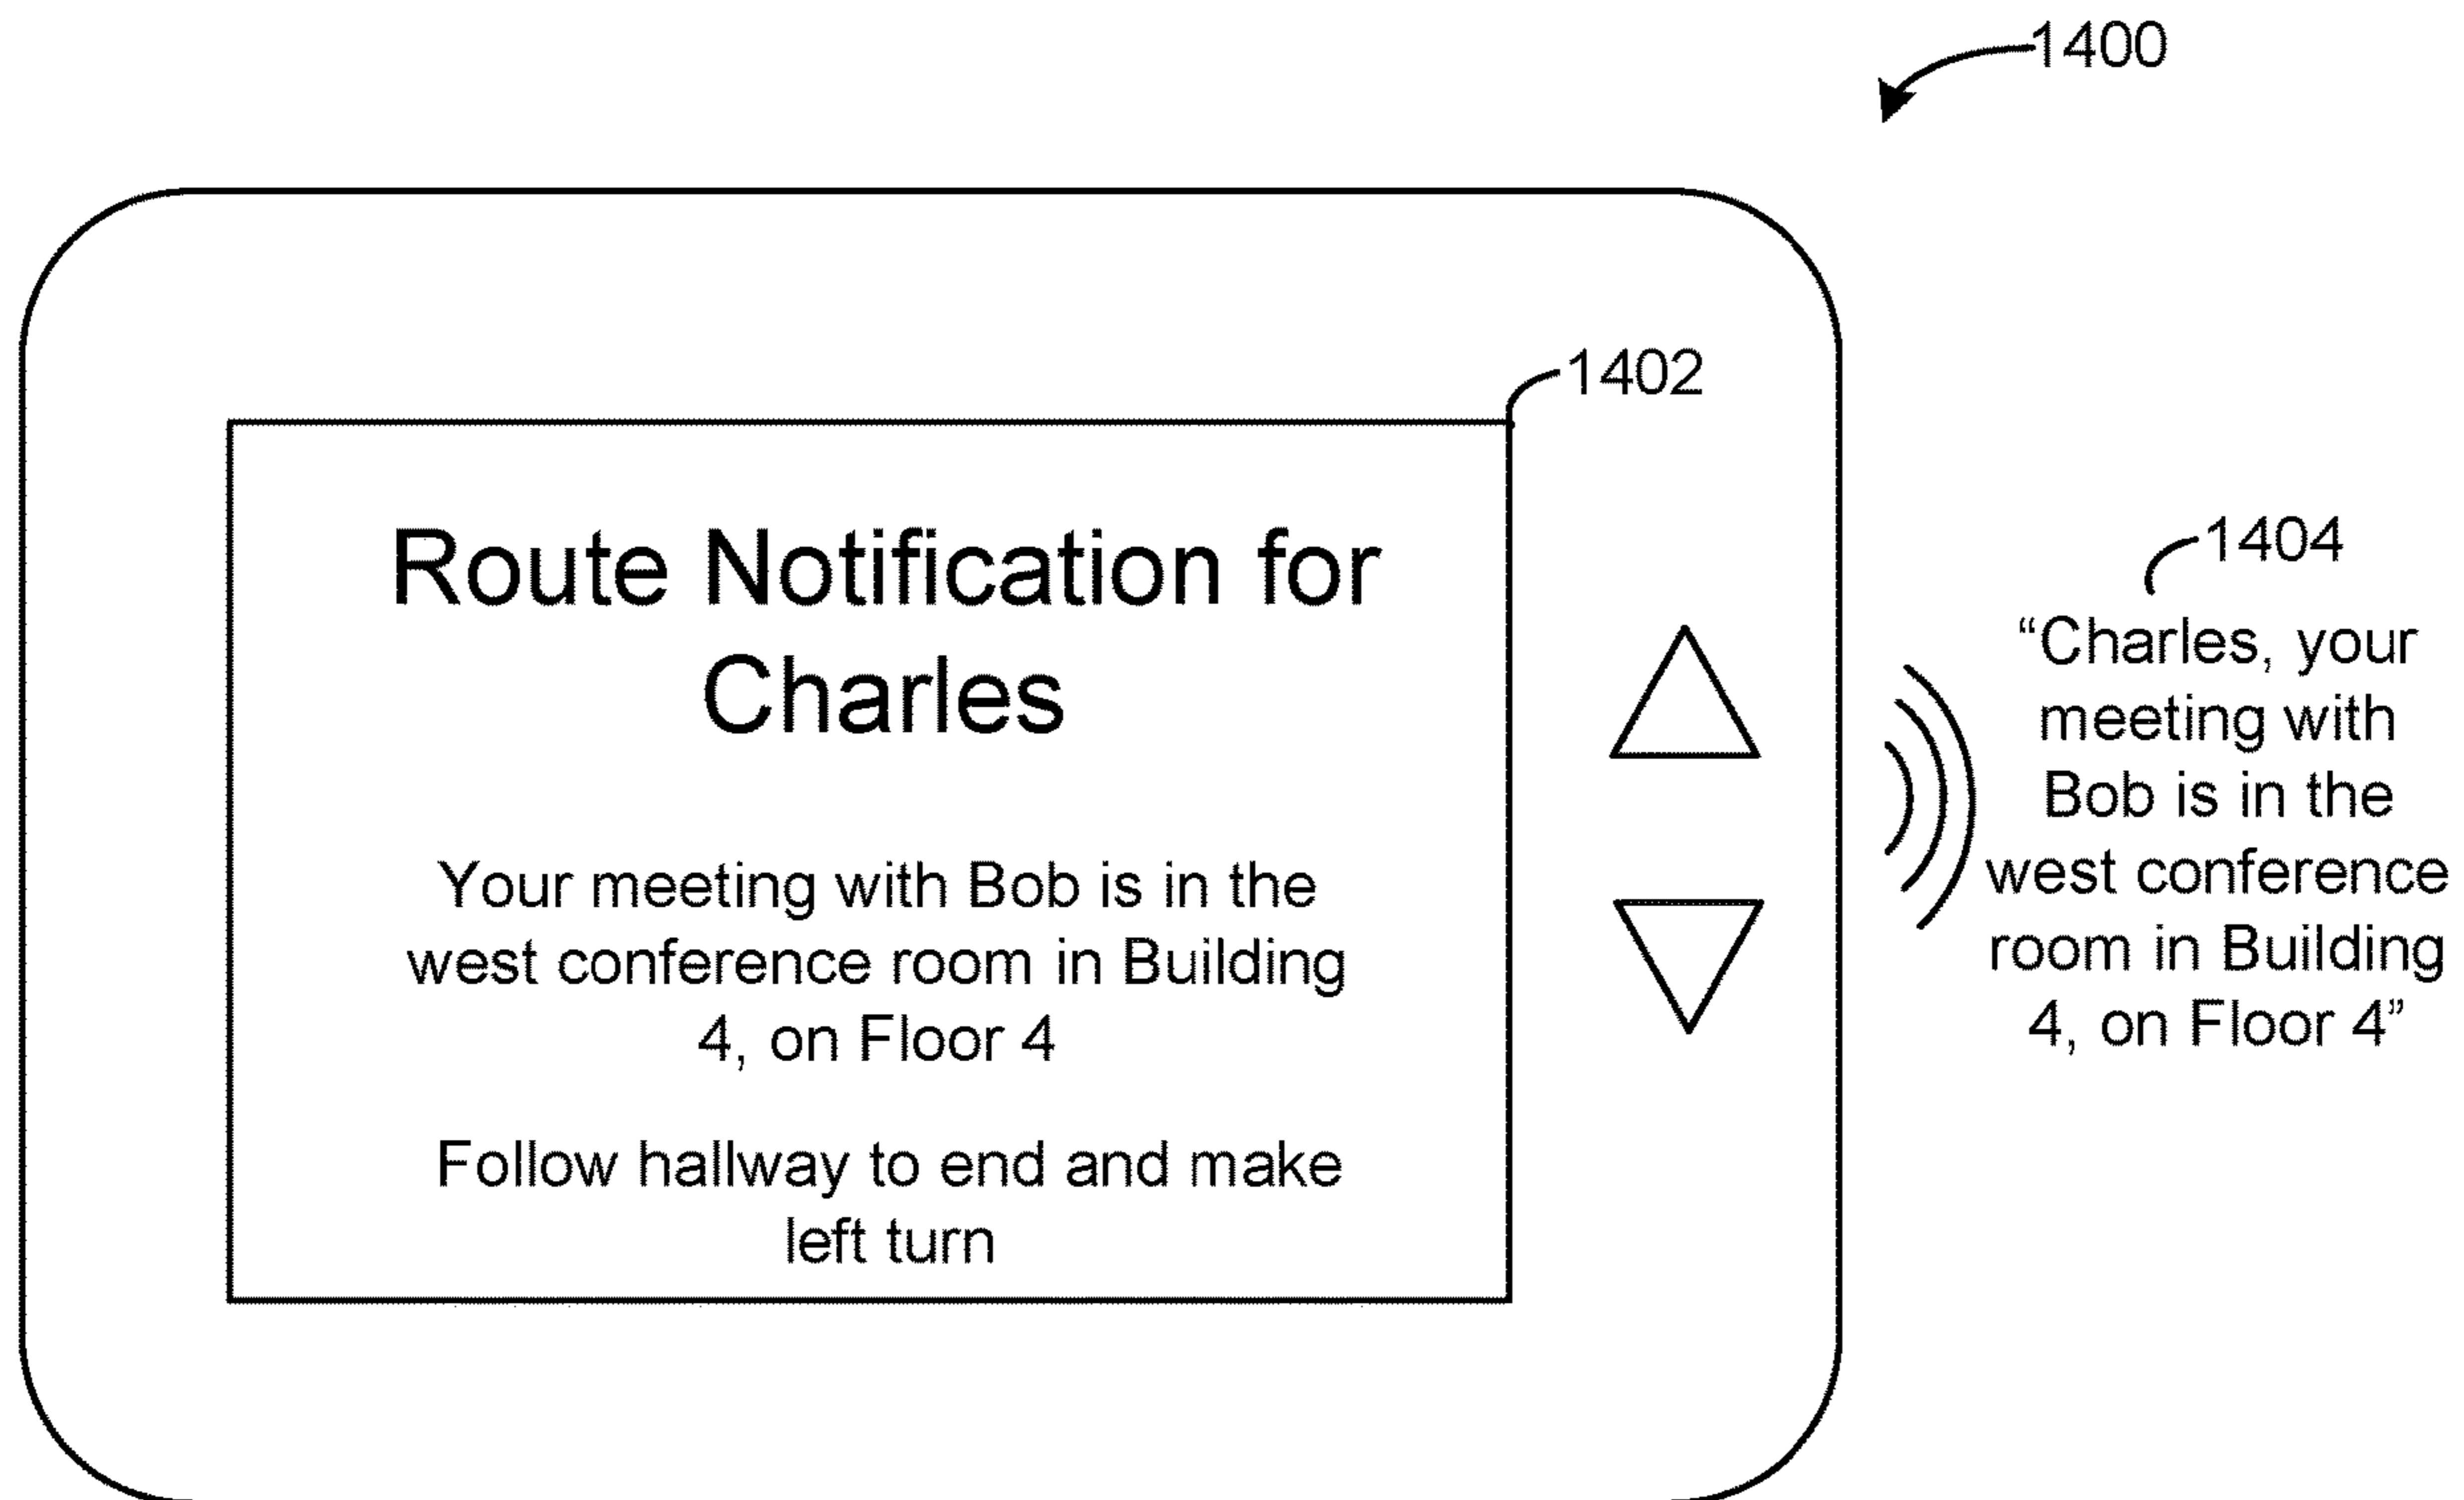 1400
1402
Route Notification for
Charles
Your meeting with Bob is in the
west conference room in Building
4, on Floor 4
Follow hallway to end and make
left turn
1404
“Charles, your
meeting with
Bob is in the
west conference
room in Building
4, on Floor 4”